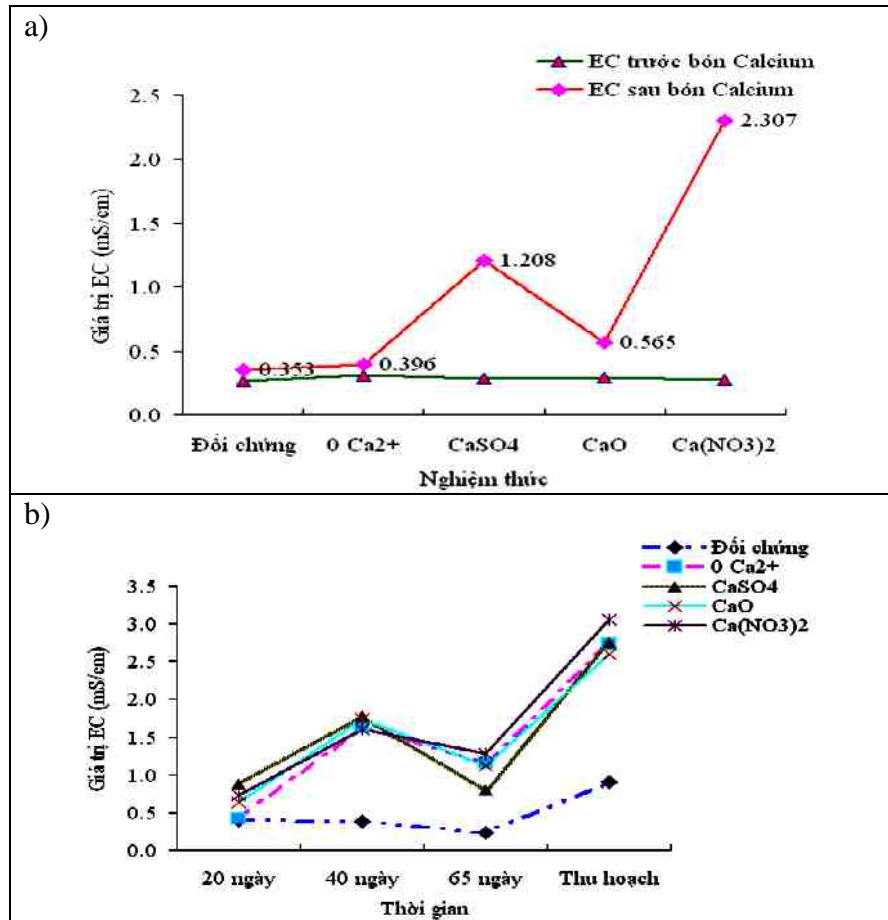 a)
EC trước bón Calcium
EC sau bón Calcium
2.5
2.0
1.5
1.0
0.5
0.0
Giá trị EC (mS/cm)
0.353
0.396
1.208
0.565
2.307
Đối chứng 0 Ca2+ CaSO4 CaO Ca(NO3)2
Nghiệm thức
b)
Đối chứng
0 Ca2+
CaSO4
CaO
Ca(NO3)2
3.5
3.0
2.5
2.0
1.5
1.0
0.5
0.0
Giá trị EC (mS/cm)
20 ngày 40 ngày 65 ngày Thu hoạch
Thời gian